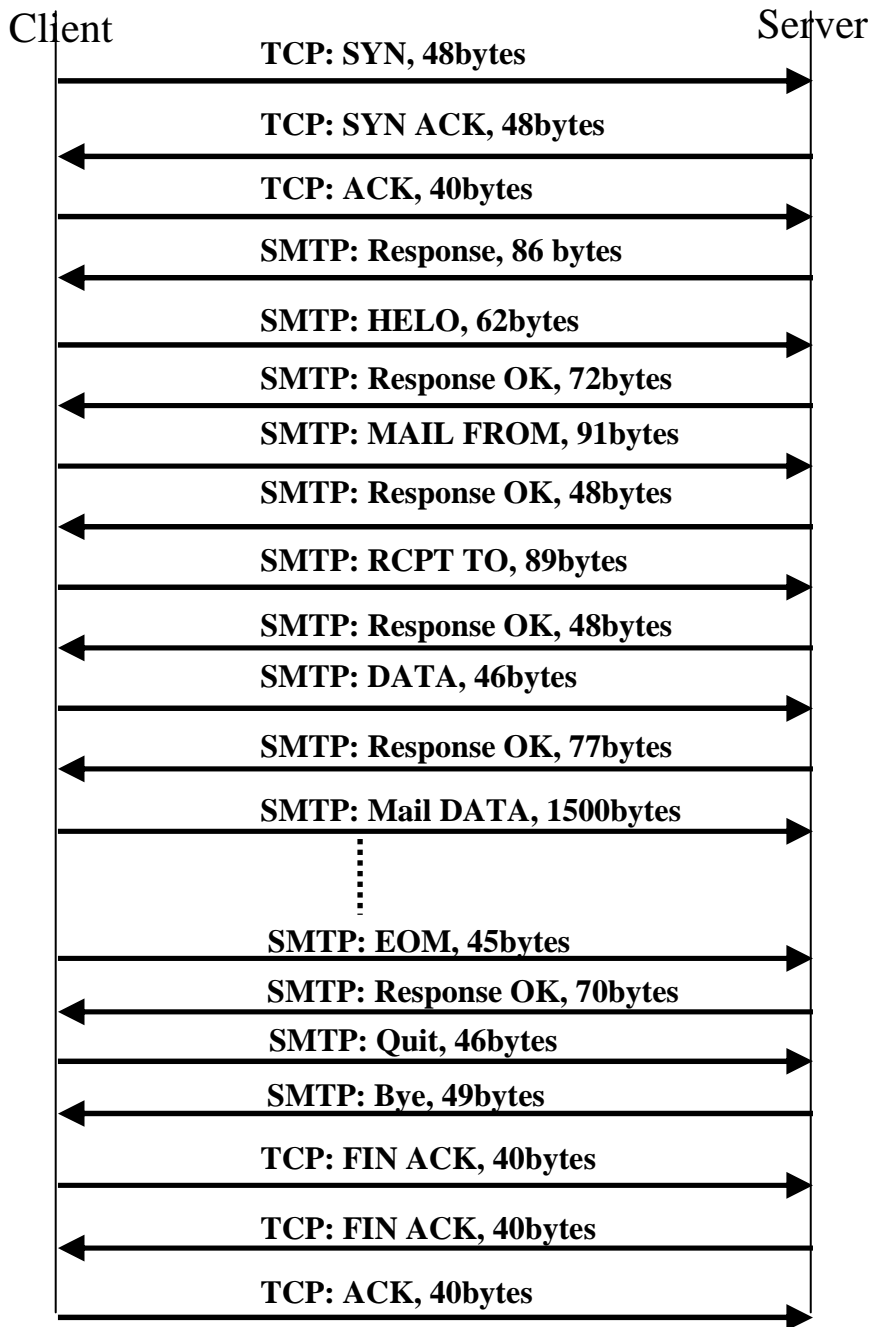 Client
Server
TCP: SYN, 48bytes
TCP: SYN ACK, 48bytes
TCP: ACK, 40bytes
SMTP: Response, 86 bytes
SMTP: HELO, 62bytes
SMTP: Response OK, 72bytes
SMTP: MAIL FROM, 91bytes
SMTP: Response OK, 48bytes
SMTP: RCPT TO, 89bytes
SMTP: Response OK, 48bytes
SMTP: DATA, 46bytes
SMTP: Response OK, 77bytes
SMTP: Mail DATA, 1500bytes
SMTP: EOM, 45bytes
SMTP: Response OK, 70bytes
SMTP: Quit, 46bytes
SMTP: Bye, 49bytes
TCP: FIN ACK, 40bytes
TCP: FIN ACK, 40bytes
TCP: ACK, 40bytes